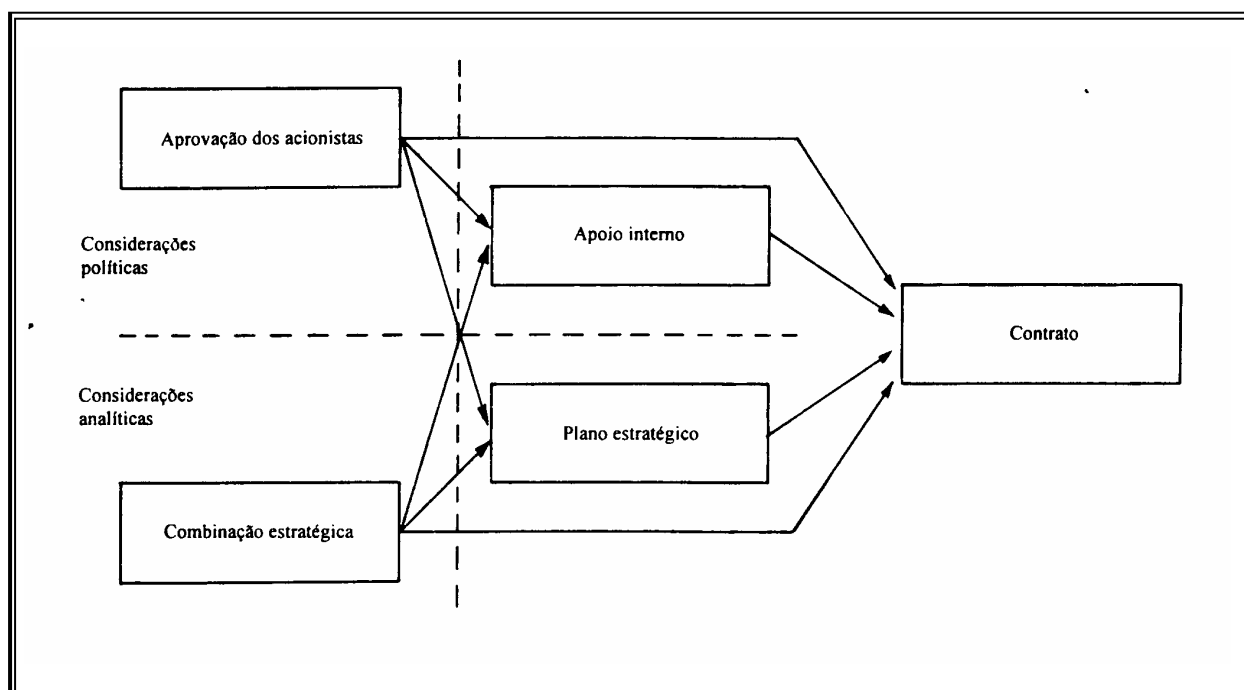 Aprovação dos acionistas
Considerações
políticas
Apoio interno
Contrato
Considerações
analíticas
Plano estratégico
Combinação estratégica